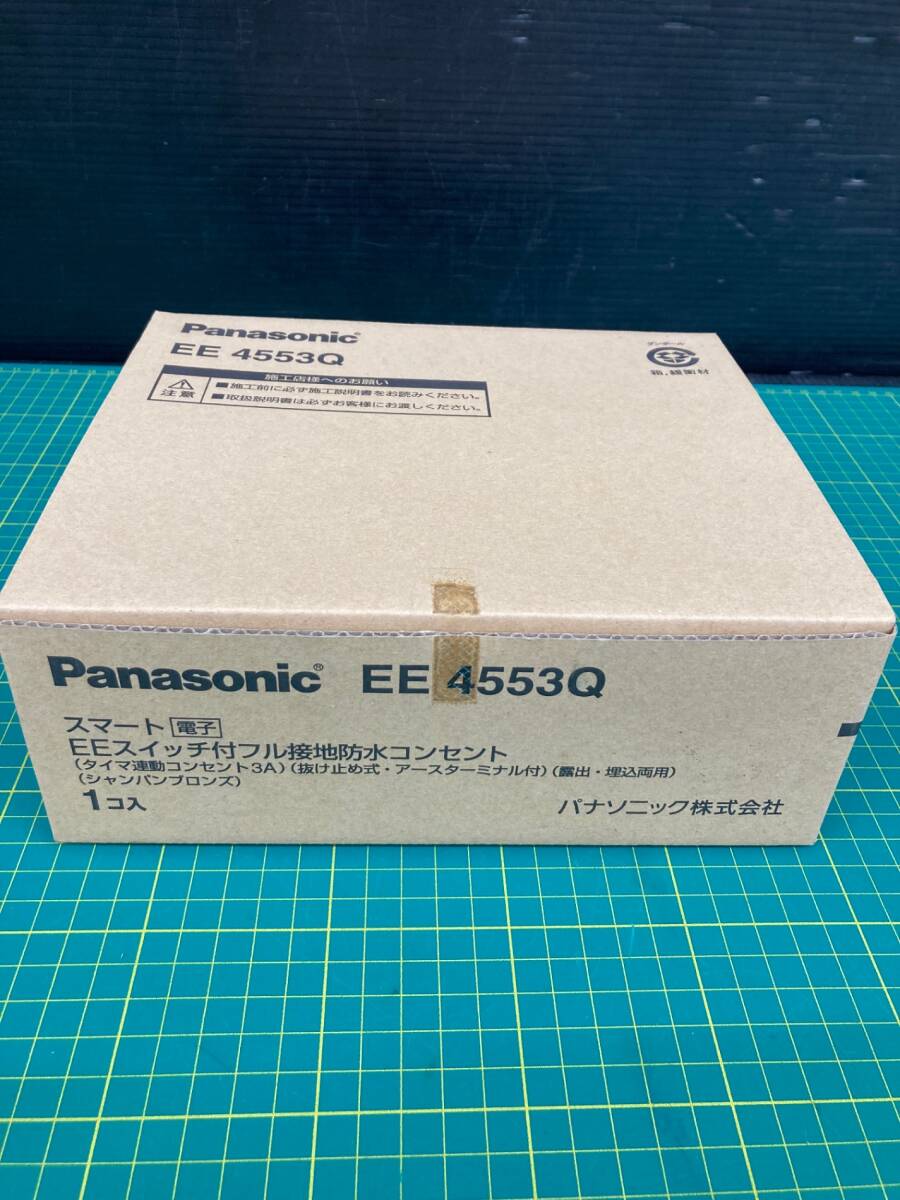 Panasonic
EE 4553Q
施工店様へのお願い
注意
■施工前に必ず施工説明書をお読みください。
■取扱説明書は必ずお客様にお渡しください。
ダンボール
箱,緩衝材
Panasonic® EE 4553Q
スマート 電子
EEスイッチ付フル接地防水コンセント
(タイマ連動コンセント3A)(抜け止め式・アースターミナル付)(露出・埋込両用)
(シャンパンブロンズ)
1コ入
パナソニック株式会社